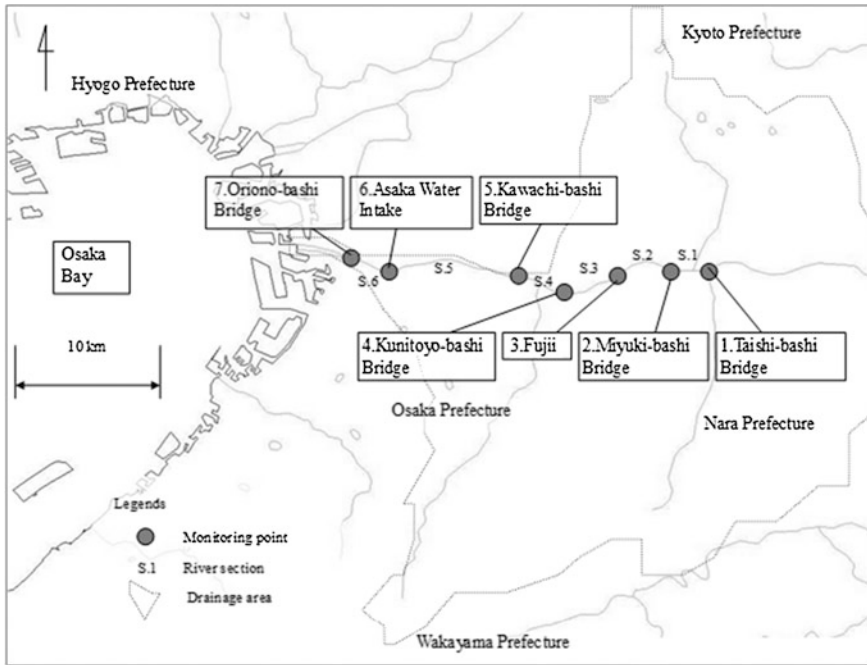 Kyoto Prefecture
Hyogo Prefecture
7.Oriono-bashi
Bridge
6.Asaka Water
Intake
5.Kawachi-bashi
Bridge
Osaka
Bay
S.6
S.5
S.4
S.3
S.2
S.1
10 km
4.Kunitoyo-bashi
Bridge
3.Fujii
2.Miyuki-bashi
Bridge
1.Taishi-bashi
Bridge
Osaka Prefecture
Nara Prefecture
Legends
Monitoring point
S.1 River section
Drainage area
Wakayama Prefecture